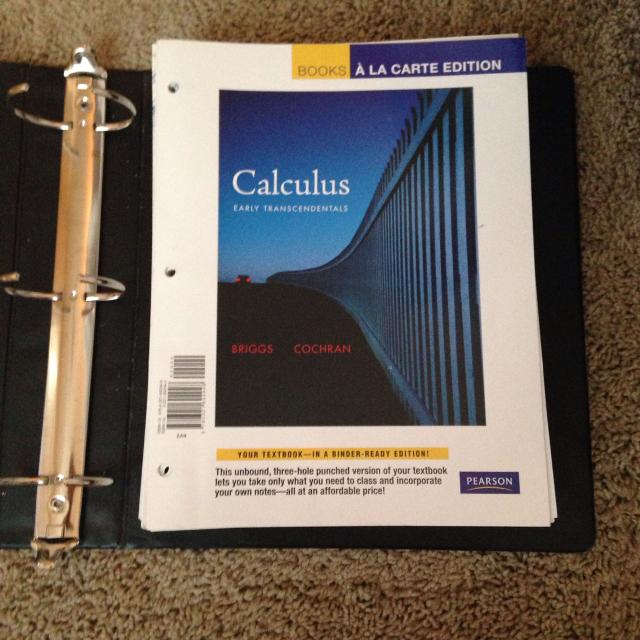 BOOKS À LA CARTE EDITION
Calculus
EARLY TRANSCENDENTALS
BRIGGS COCHRAN
EAN
YOUR TEXTBOOK—IN A BINDER-READY EDITION!
This unbound, three-hole punched version of your textbook
lets you take only what you need to class and incorporate
your own notes—all at an affordable price!
PEARSON